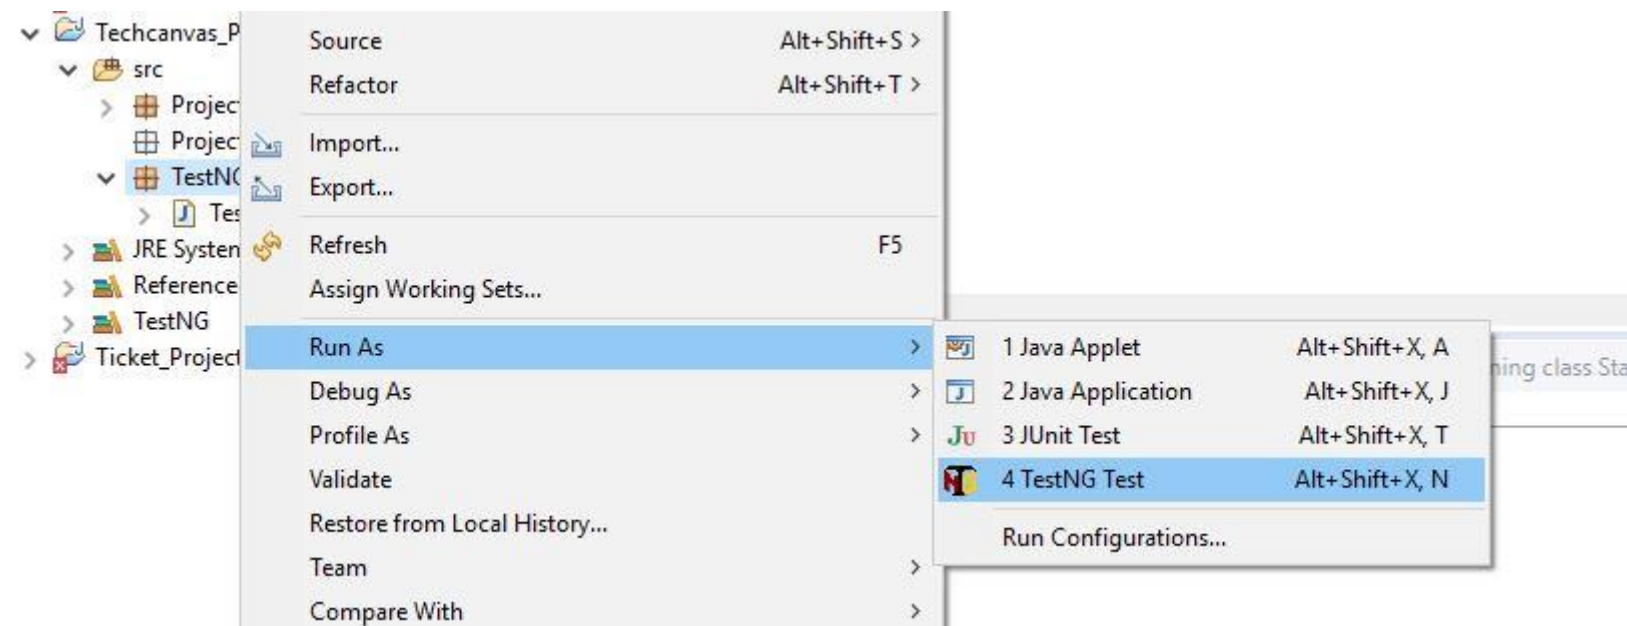 Techcanvas_P
src
Projec
Projec
TestN
Tes
JRE System
Reference
TestNG
Ticket_Project
Source Alt+Shift+S >
Refactor Alt+Shift+T >
Import...
Export...
Refresh F5
Assign Working Sets...
Run As >
Debug As >
Profile As >
Validate
Restore from Local History...
Team >
Compare With >
1 Java Applet Alt+Shift+X, A
2 Java Application Alt+Shift+X, J
3 JUnit Test Alt+Shift+X, T
4 TestNG Test Alt+Shift+X, N
Run Configurations...
ning class Sta